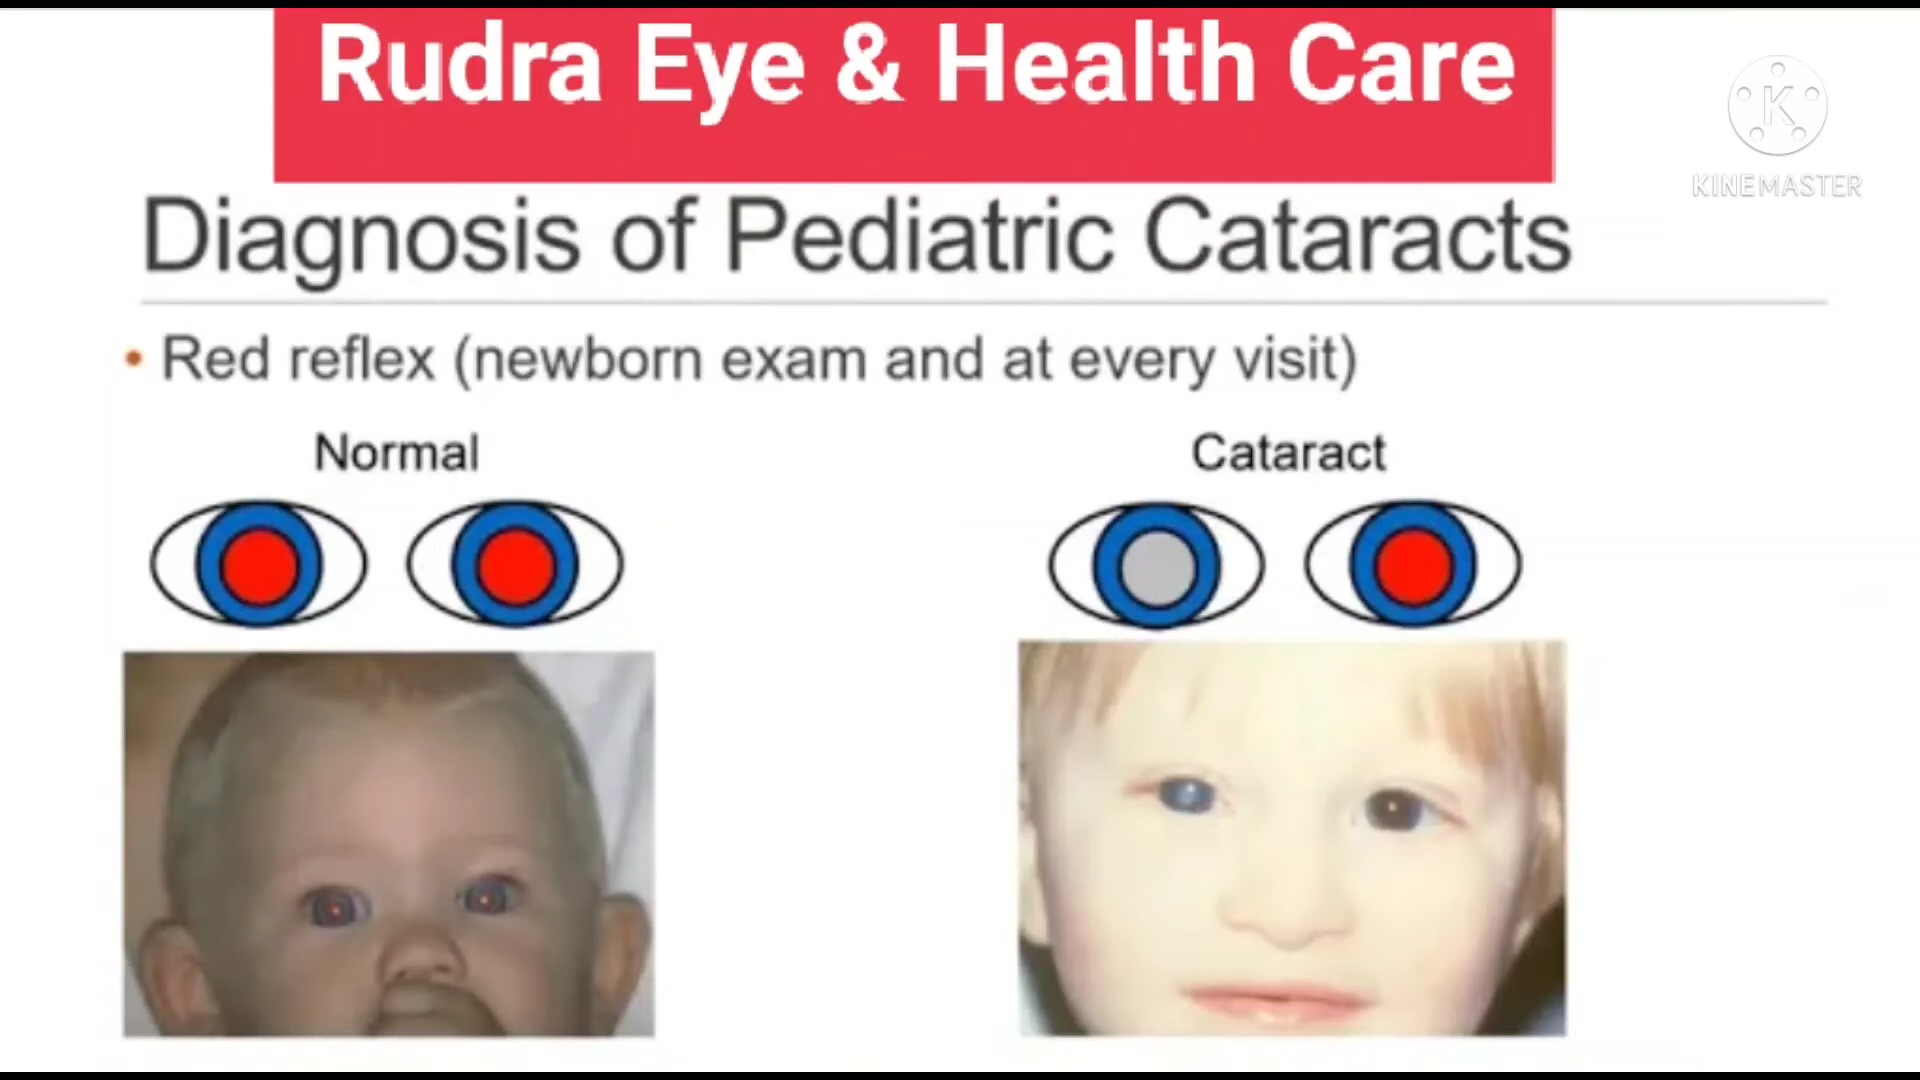 Rudra Eye & Health Care
K
KINEMASTER
Diagnosis of Pediatric Cataracts
• Red reflex (newborn exam and at every visit)
Normal
Cataract